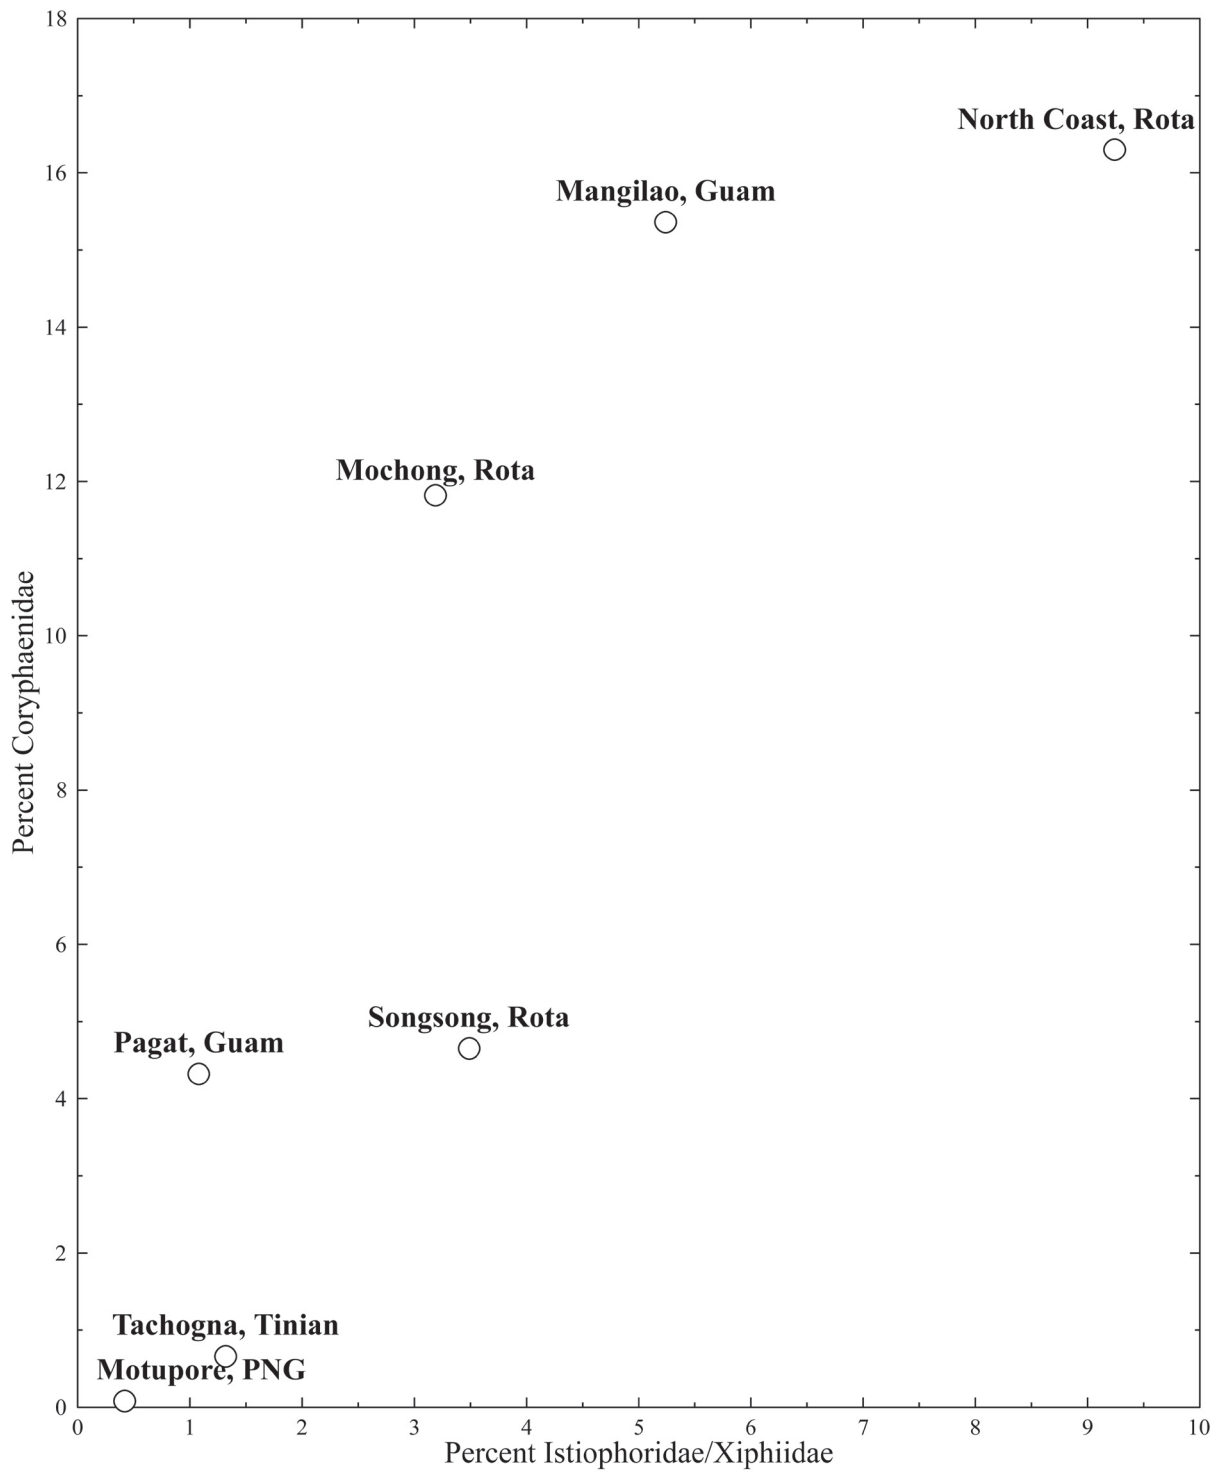 18
North Coast, Rota
16
Mangilao, Guam
14
Mochong, Rota
12
10
Percent Coryphaenidae
8
6
Songsong, Rota
Pagat, Guam
4
2
Tachogna, Tinian
Motupore, PNG
0
0 1 2 3 4 5 6 7 8 9 10
Percent Istiophoridae/Xiphiidae